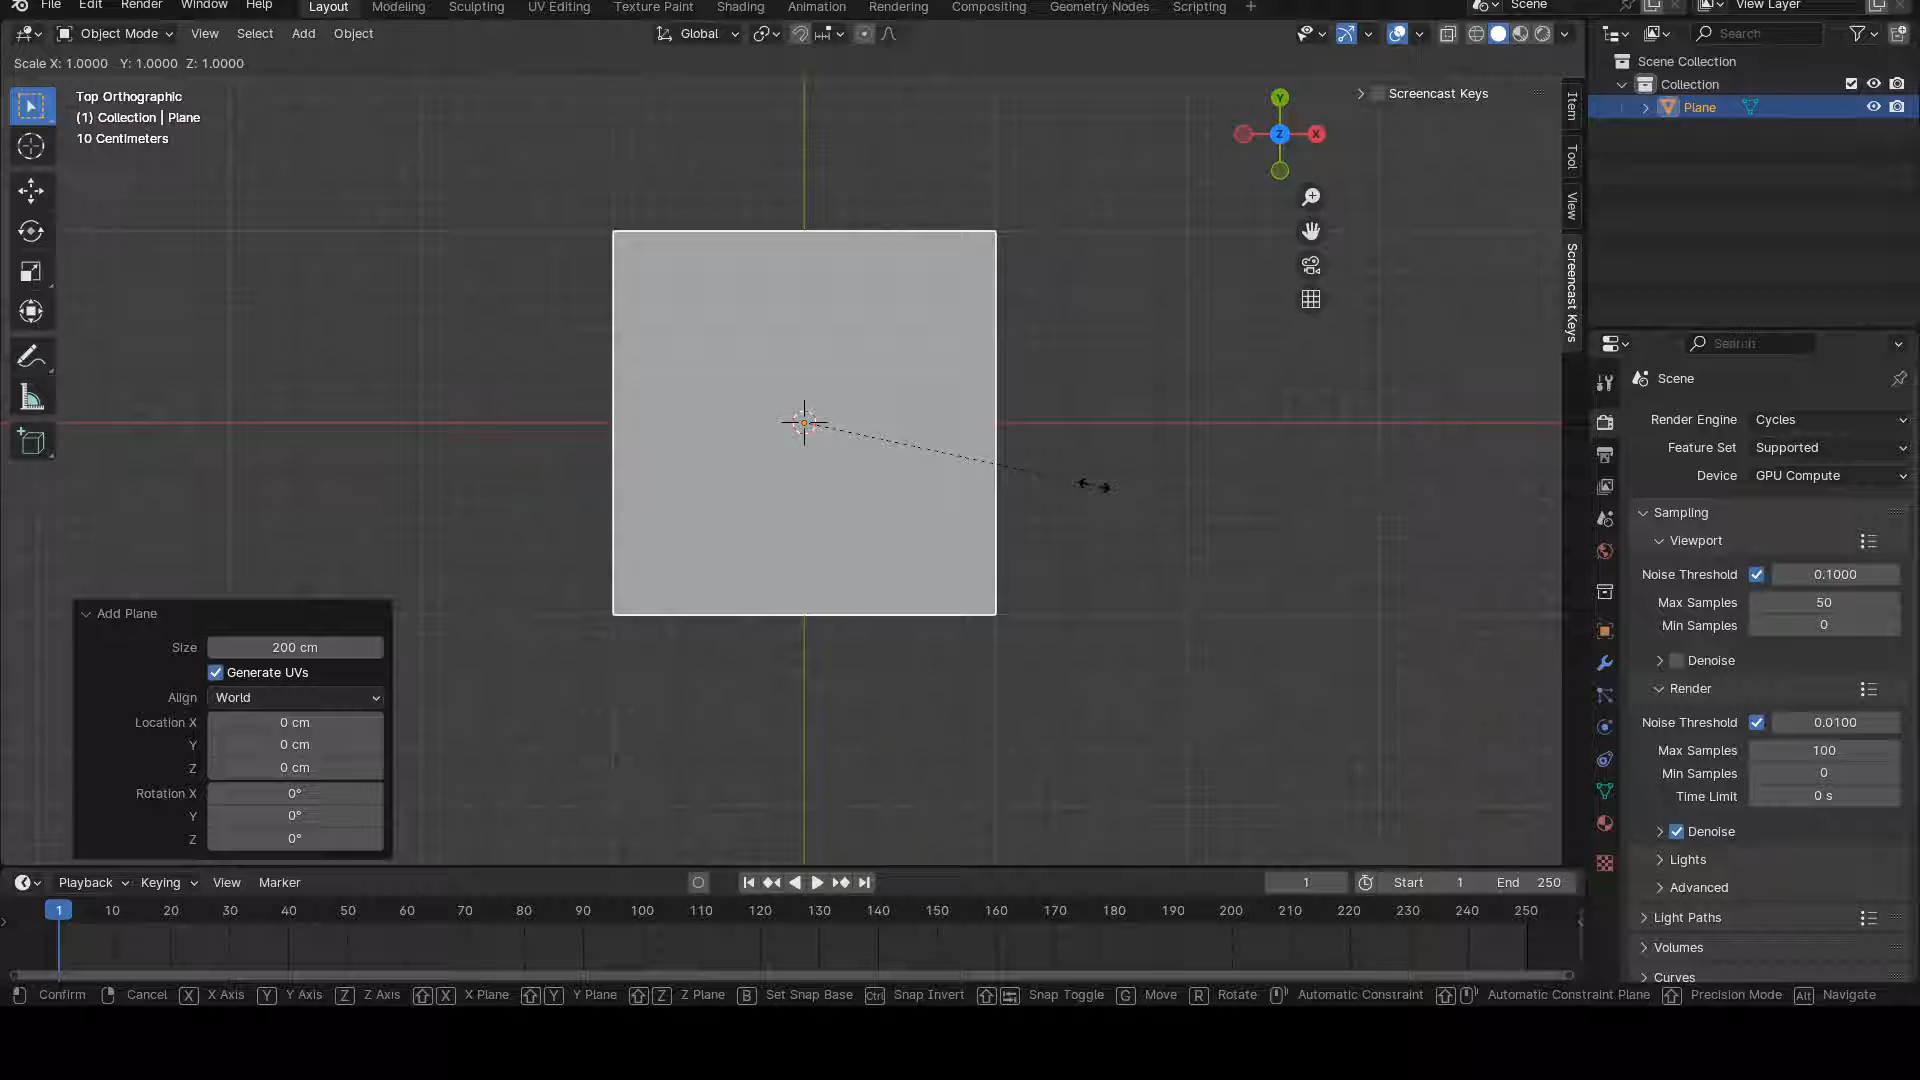 File Edit Render Window Help Layout Modeling Sculpting UV Editing Texture Paint Shading Animation Rendering Compositing Geometry Nodes Scripting + Scene View Layer
Object Mode View Select Add Object Global Search
Scale X: 1.0000 Y: 1.0000 Z: 1.0000
Top Orthographic
(1) Collection | Plane
10 Centimeters
Screencast Keys
Y
Z
X
Item
Tool
View
Screencast Keys
Scene Collection
Collection
Plane
Search
Scene
Render Engine Cycles
Feature Set Supported
Device GPU Compute
Sampling
Viewport
Noise Threshold 0.1000
Max Samples 50
Min Samples 0
Denoise
Render
Noise Threshold 0.0100
Max Samples 100
Min Samples 0
Time Limit 0 s
Denoise
Lights
Advanced
Light Paths
Volumes
Curves
Add Plane
Size 200 cm
Generate UVs
Align World
Location X 0 cm
Y 0 cm
Z 0 cm
Rotation X 0°
Y 0°
Z 0°
Playback Keying View Marker 1 Start 1 End 250
1 10 20 30 40 50 60 70 80 90 100 110 120 130 140 150 160 170 180 190 200 210 220 230 240 250
Confirm Cancel X X Axis Y Y Axis Z Z Axis X X Plane Y Y Plane Z Z Plane B Set Snap Base Ctrl Snap Invert Snap Toggle G Move R Rotate Automatic Constraint Automatic Constraint Plane Precision Mode Alt Navigate